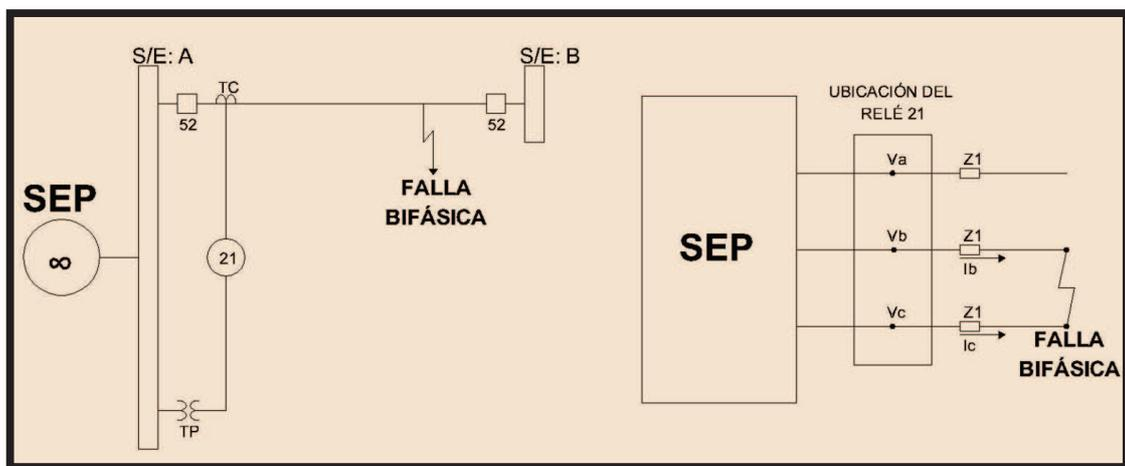 S/E: A
S/E: B
TC
52
52
FALLA
BIFÁSICA
SEP
∞
21
TP
UBICACIÓN DEL
RELÉ 21
SEP
Va
Z1
Vb
Z1
Ib
Vc
Z1
Ic
FALLA
BIFÁSICA